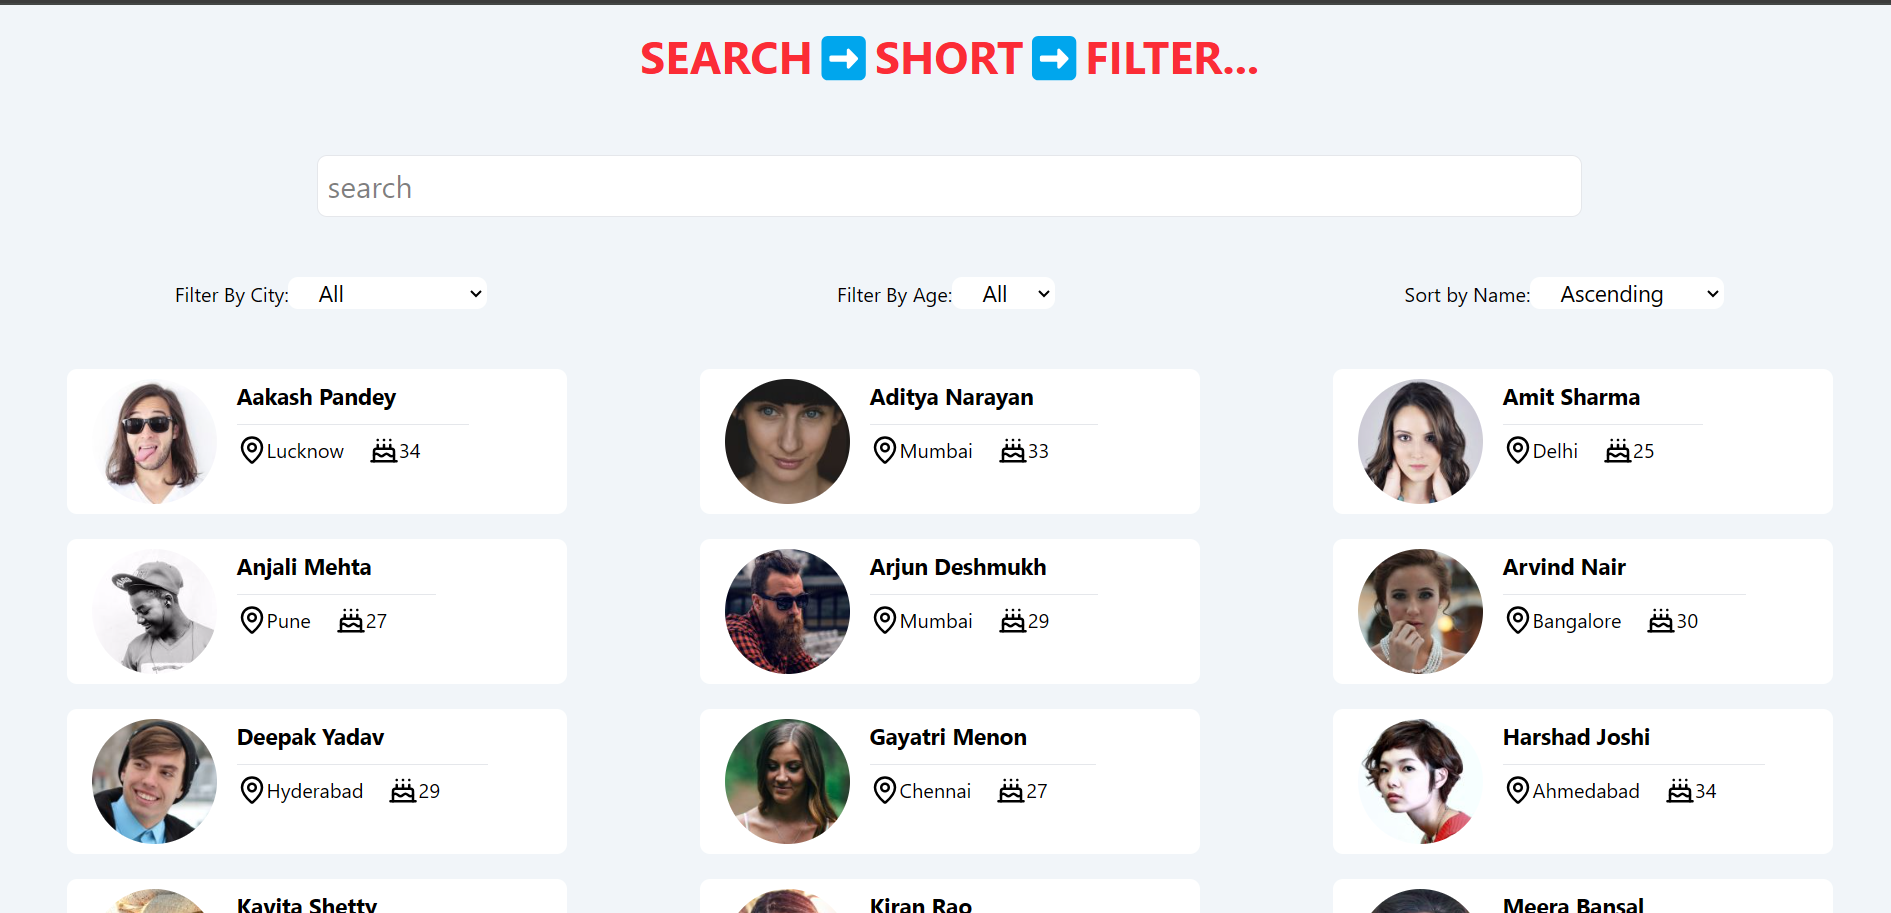 SEARCH➡️SHORT➡️FILTER...
search
Filter By City: All
Filter By Age: All
Sort by Name: Ascending
Aakash Pandey
Lucknow 34
Aditya Narayan
Mumbai 33
Amit Sharma
Delhi 25
Anjali Mehta
Pune 27
Arjun Deshmukh
Mumbai 29
Arvind Nair
Bangalore 30
Deepak Yadav
Hyderabad 29
Gayatri Menon
Chennai 27
Harshad Joshi
Ahmedabad 34
Kavita Shetty
Kiran Rao
Meera Bansal